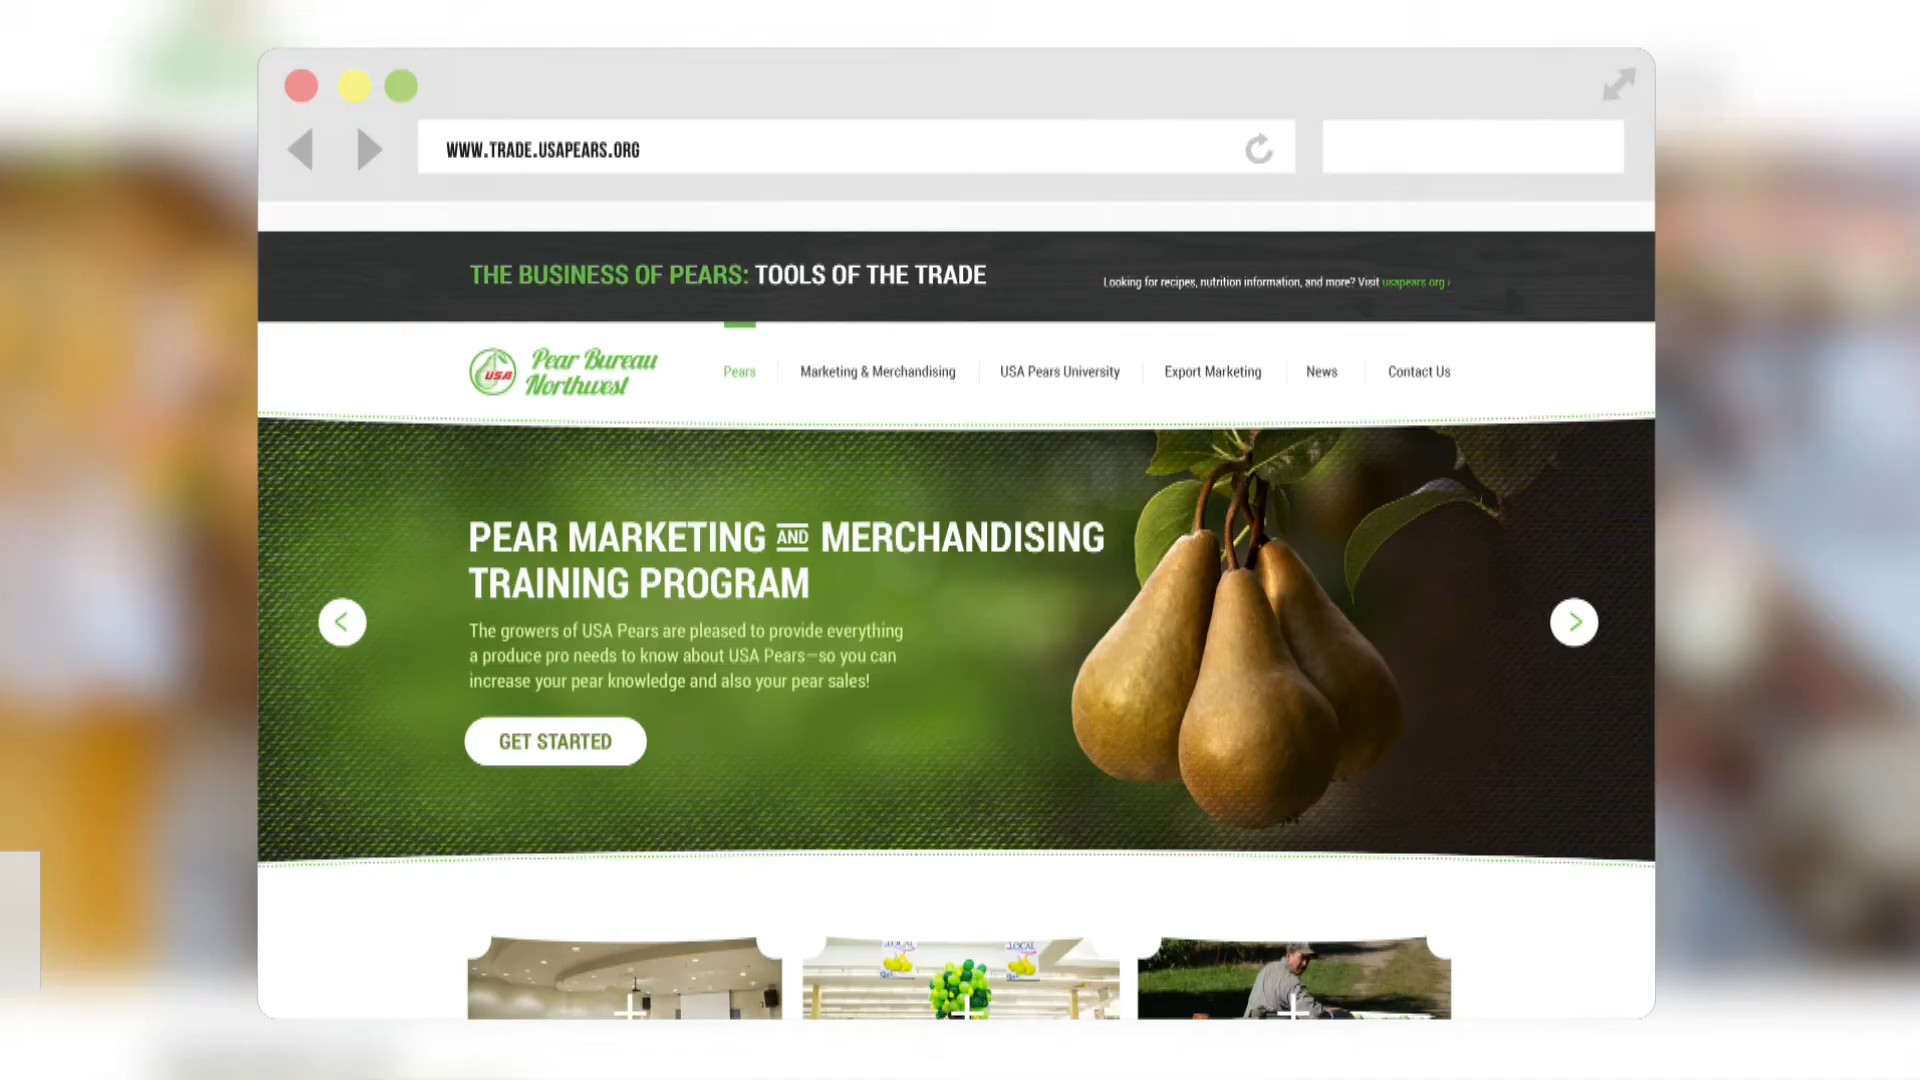 WWW.TRADE.USAPEARS.ORG
THE BUSINESS OF PEARS: TOOLS OF THE TRADE
Looking for recipes, nutrition information, and more? Visit usapears.org ›
USA
Pear Bureau
Northwest
Pears
Marketing & Merchandising
USA Pears University
Export Marketing
News
Contact Us
PEAR MARKETING AND MERCHANDISING
TRAINING PROGRAM
The growers of USA Pears are pleased to provide everything
a produce pro needs to know about USA Pears—so you can
increase your pear knowledge and also your pear sales!
GET STARTED
LOCAL
LOCAL